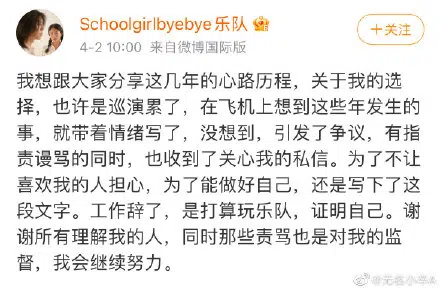 Schoolgirlbyebye乐队
+关注
4-2 10:00 来自微博国际版
我想跟大家分享这几年的心路历程，关于我的选
择，也许是巡演累了，在飞机上想到这些年发生的
事，就带着情绪写了，没想到，引发了争议，有指
责谩骂的同时，也收到了关心我的私信。为了不让
喜欢我的人担心，为了能做好自己，还是写下了这
段文字。工作辞了，是打算玩乐队，证明自己。谢
谢所有理解我的人，同时那些责骂也是对我的监
督，我会继续努力。